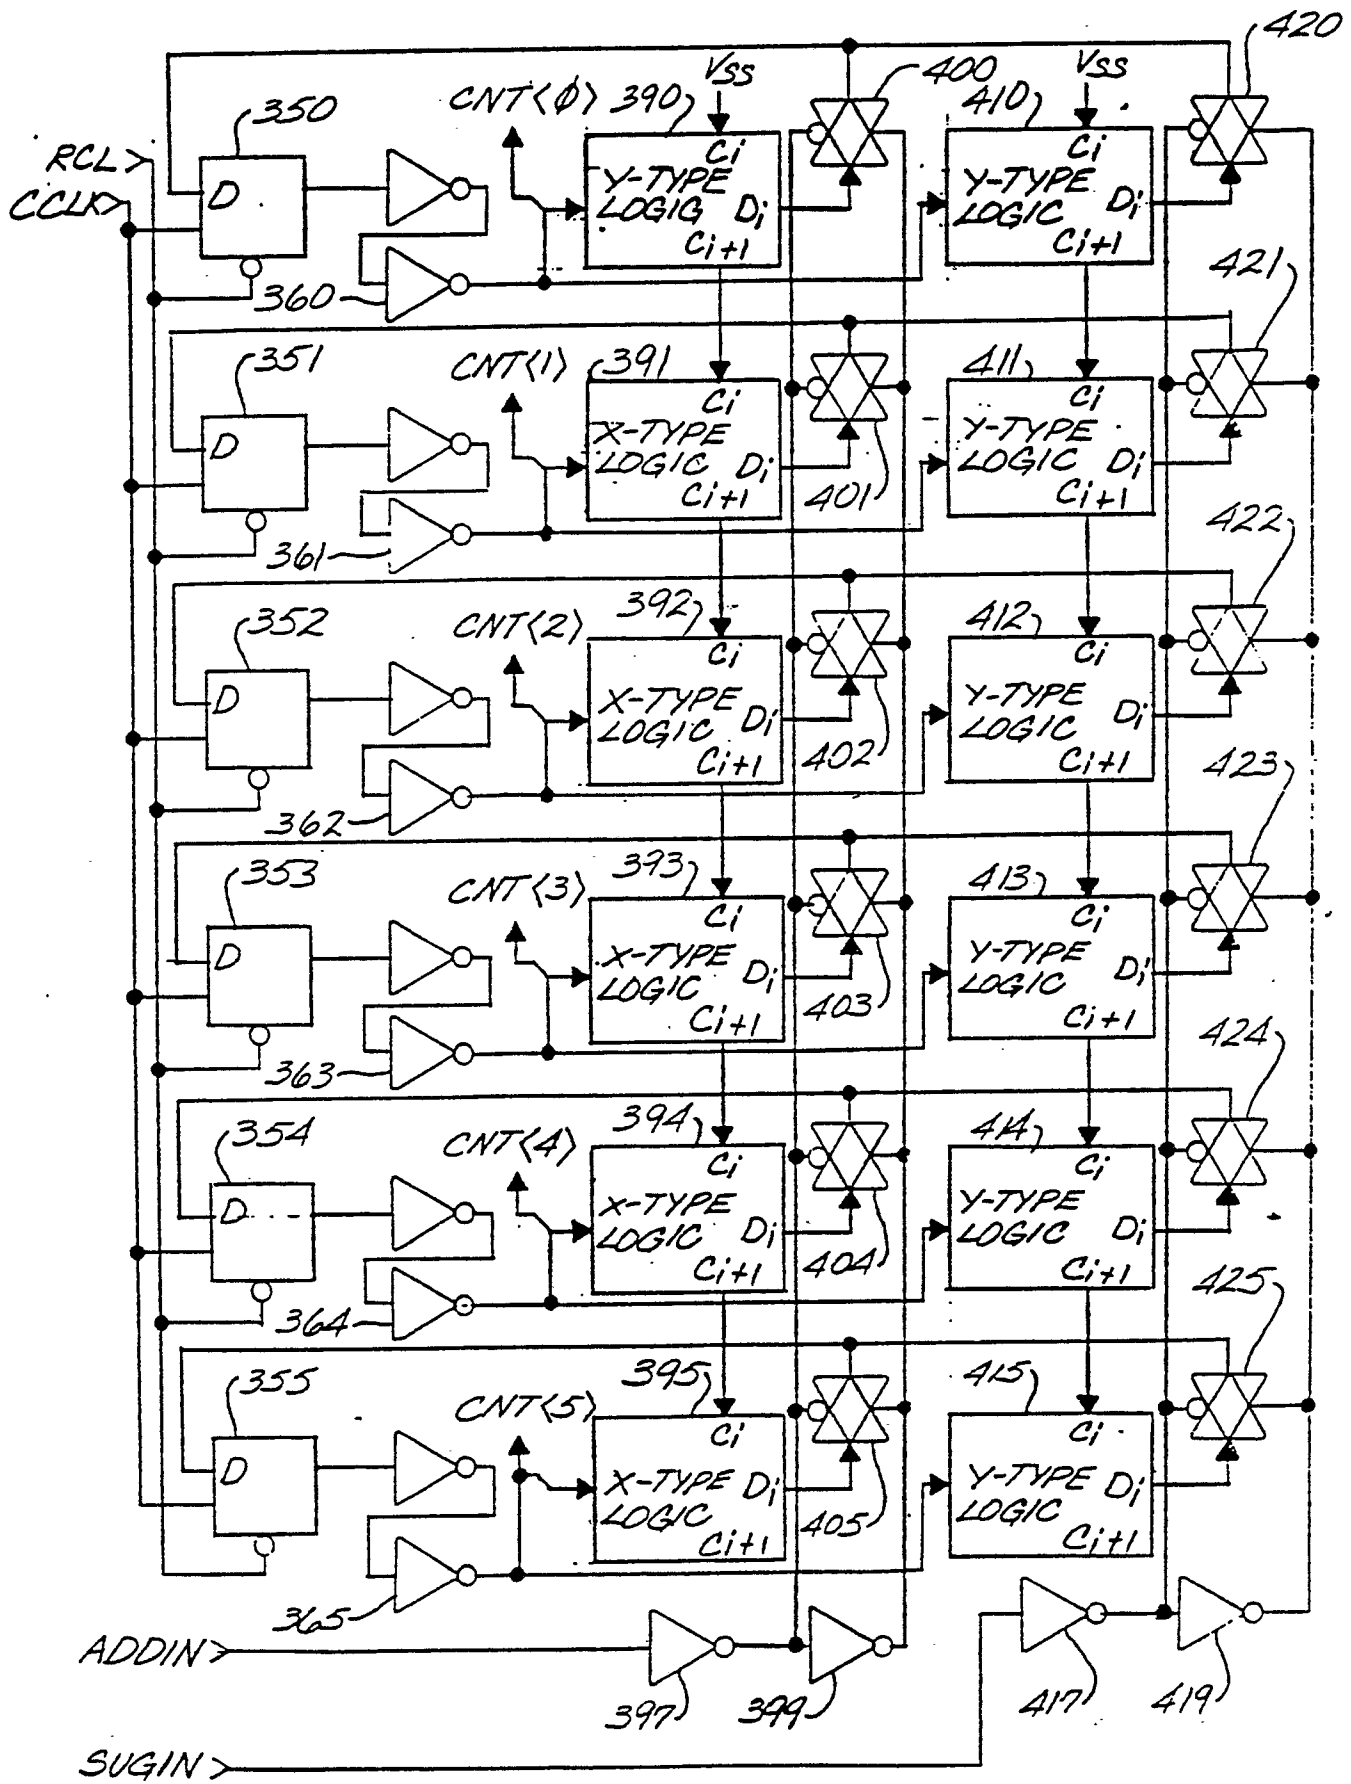 420
VSS
400
VSS
CNT<0>
390
410
350
RCL
CCLK
D
Ci
Y-TYPE
LOGIG
Di
Ci+1
Ci
Y-TYPE
LOGIC
Di
Ci+1
360
421
351
CNT<1>
391
411
D
Ci
X-TYPE
LOGIC
Di
Ci+1
Ci
Y-TYPE
LOGIC
Di
Ci+1
401
361
422
352
CNT<2>
392
412
D
Ci
X-TYPE
LOGIC
Di
Ci+1
Ci
Y-TYPE
LOGIC
Di
Ci+1
402
362
423
353
CNT<3>
393
413
D
Ci
X-TYPE
LOGIC
Di
Ci+1
Ci
Y-TYPE
LOGIC
Di
Ci+1
403
363
424
354
CNT<4>
394
414
D
Ci
X-TYPE
LOGIC
Di
Ci+1
Ci
Y-TYPE
LOGIC
Di
Ci+1
404
364
425
355
CNT<5>
395
415
D
Ci
X-TYPE
LOGIC
Di
Ci+1
Ci
Y-TYPE
LOGIC
Di
Ci+1
405
365
ADDIN
397
399
417
419
SUGIN